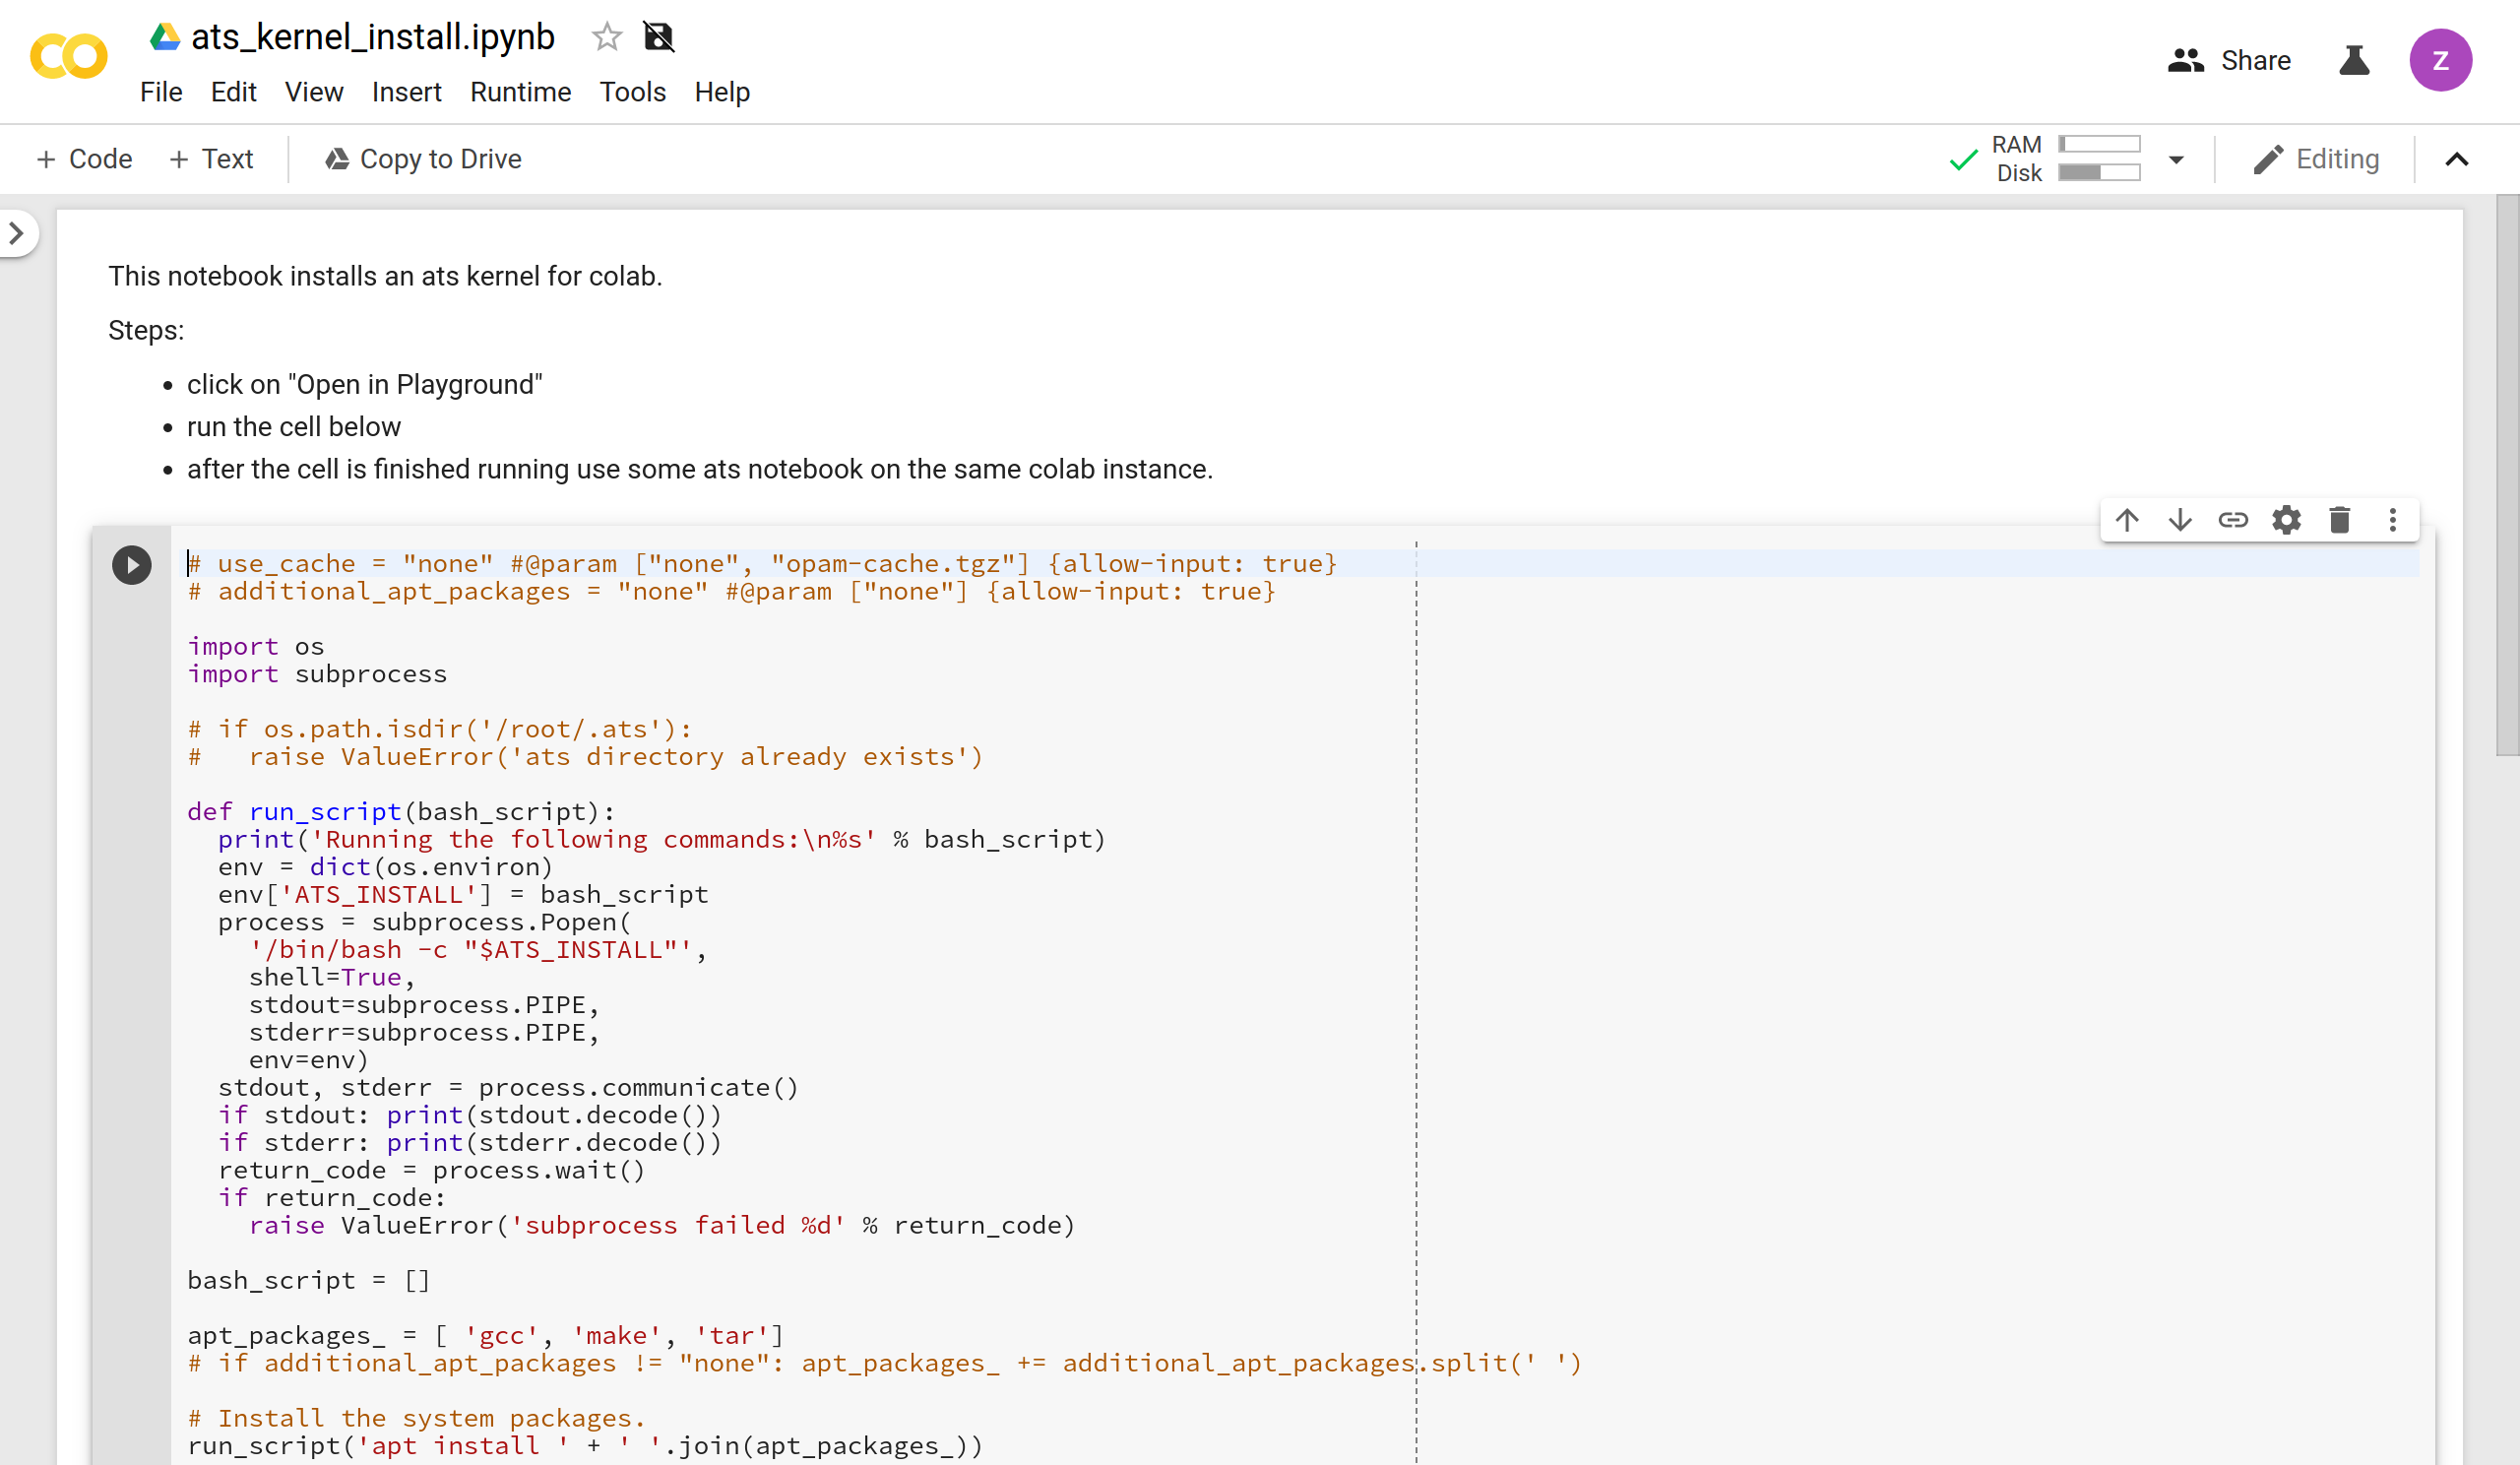 ats_kernel_install.ipynb
File Edit View Insert Runtime Tools Help
Share
Z
+ Code + Text Copy to Drive
RAM
Disk
Editing
This notebook installs an ats kernel for colab.
Steps:
• click on "Open in Playground"
• run the cell below
• after the cell is finished running use some ats notebook on the same colab instance.
# use_cache = "none" #@param ["none", "opam-cache.tgz"] {allow-input: true}
# additional_apt_packages = "none" #@param ["none"] {allow-input: true}
import os
import subprocess
# if os.path.isdir('/root/.ats'):
#   raise ValueError('ats directory already exists')
def run_script(bash_script):
  print('Running the following commands:\n%s' % bash_script)
  env = dict(os.environ)
  env['ATS_INSTALL'] = bash_script
  process = subprocess.Popen(
    '/bin/bash -c "$ATS_INSTALL"',
    shell=True,
    stdout=subprocess.PIPE,
    stderr=subprocess.PIPE,
    env=env)
  stdout, stderr = process.communicate()
  if stdout: print(stdout.decode())
  if stderr: print(stderr.decode())
  return_code = process.wait()
  if return_code:
    raise ValueError('subprocess failed %d' % return_code)
bash_script = []
apt_packages_ = [ 'gcc', 'make', 'tar']
# if additional_apt_packages != "none": apt_packages_ += additional_apt_packages.split(' ')
# Install the system packages.
run_script('apt install ' + ' '.join(apt_packages_))